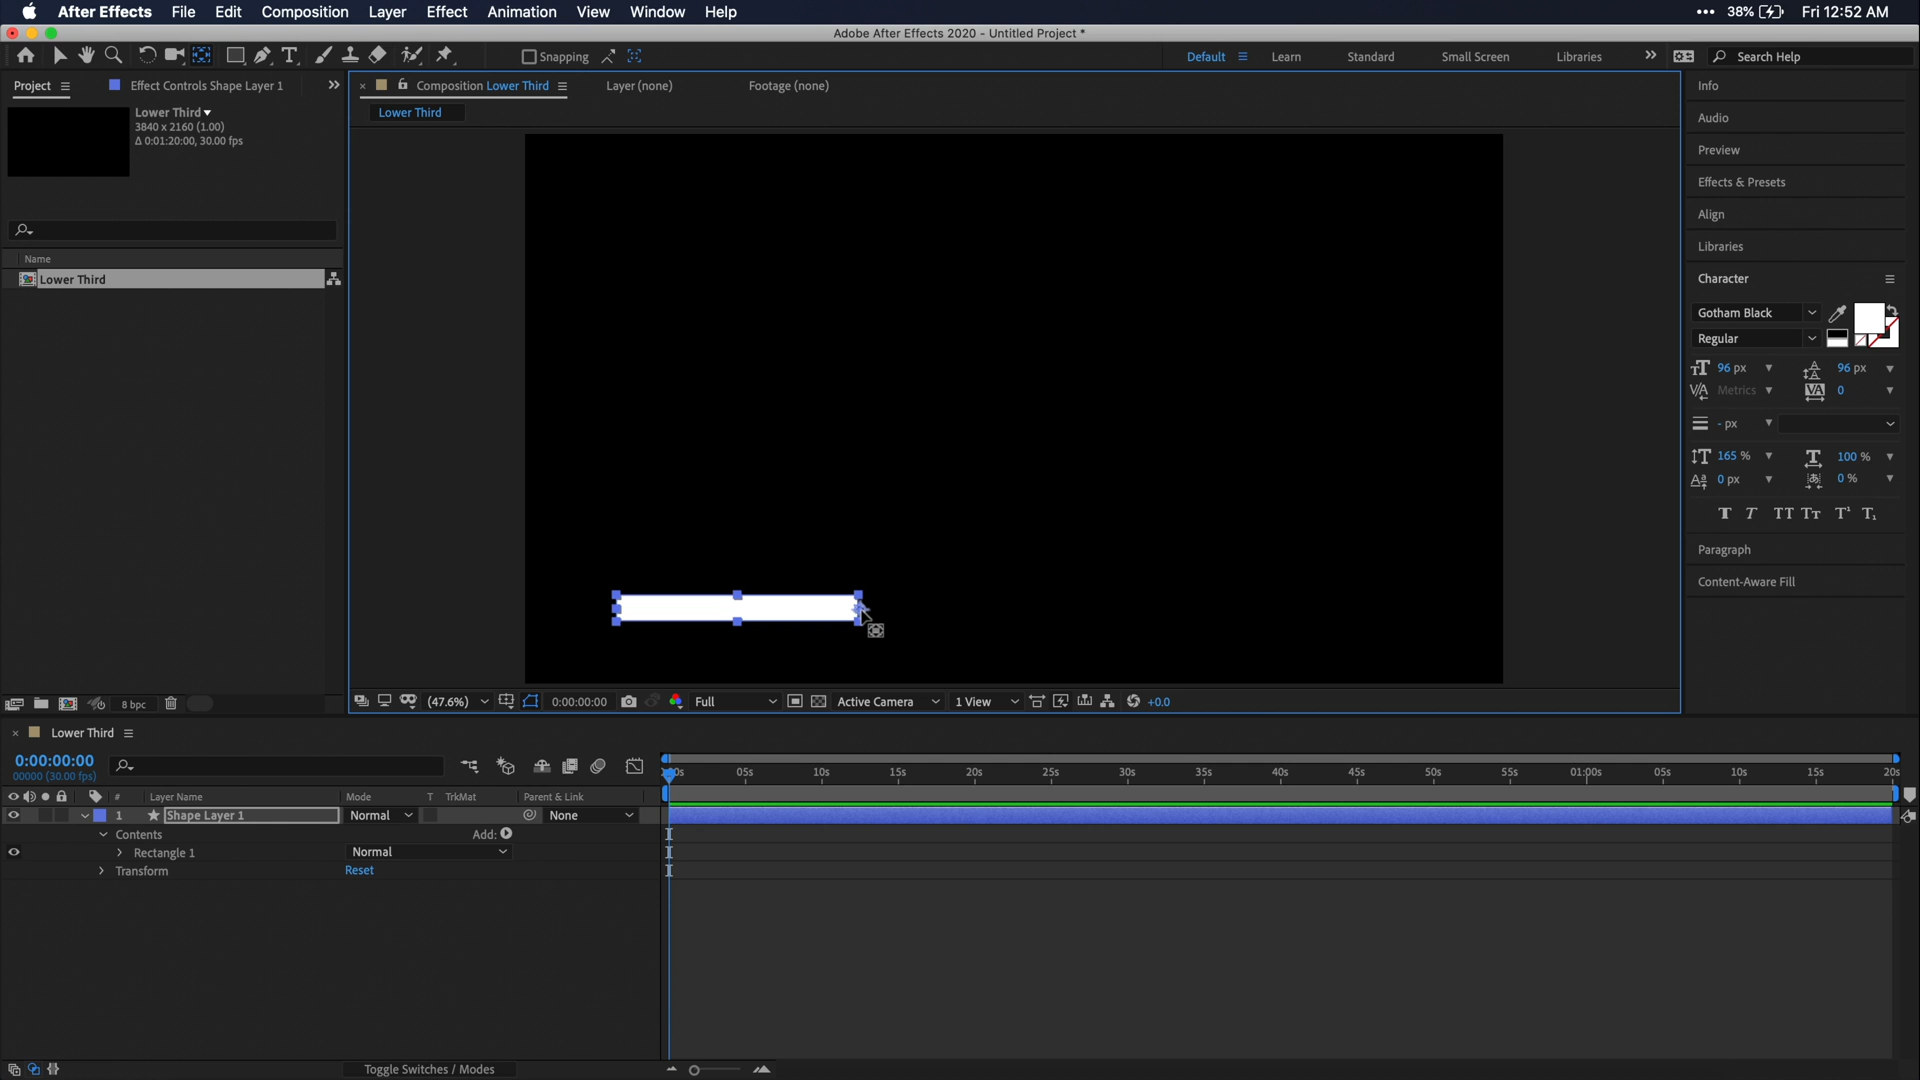 After Effects File Edit Composition Layer Effect Animation View Window Help ••• 38% Fri 12:52 AM
Adobe After Effects 2020 - Untitled Project *
Snapping Default Learn Standard Small Screen Libraries Search Help
Project Effect Controls Shape Layer 1 Composition Lower Third Layer (none) Footage (none) Info
Lower Third
3840 x 2160 (1.00)
Δ 0:01:20:00, 30.00 fps
Lower Third
Audio
Preview
Effects & Presets
Align
Libraries
Name
Lower Third
Character
Gotham Black
Regular
96 px 96 px
Metrics 0
- px
165 % 100 %
0 px 0 %
Paragraph
Content-Aware Fill
8 bpc (47.6%) 0:00:00:00 Full Active Camera 1 View +0.0
Lower Third
0:00:00:00
00000 (30.00 fps)
05s 10s 15s 20s 25s 30s 35s 40s 45s 50s 55s 01:00s 05s 10s 15s 20s
# Layer Name Mode T TrkMat Parent & Link
1 Shape Layer 1 Normal None
Contents Add:
Rectangle 1 Normal
Transform Reset
Toggle Switches / Modes